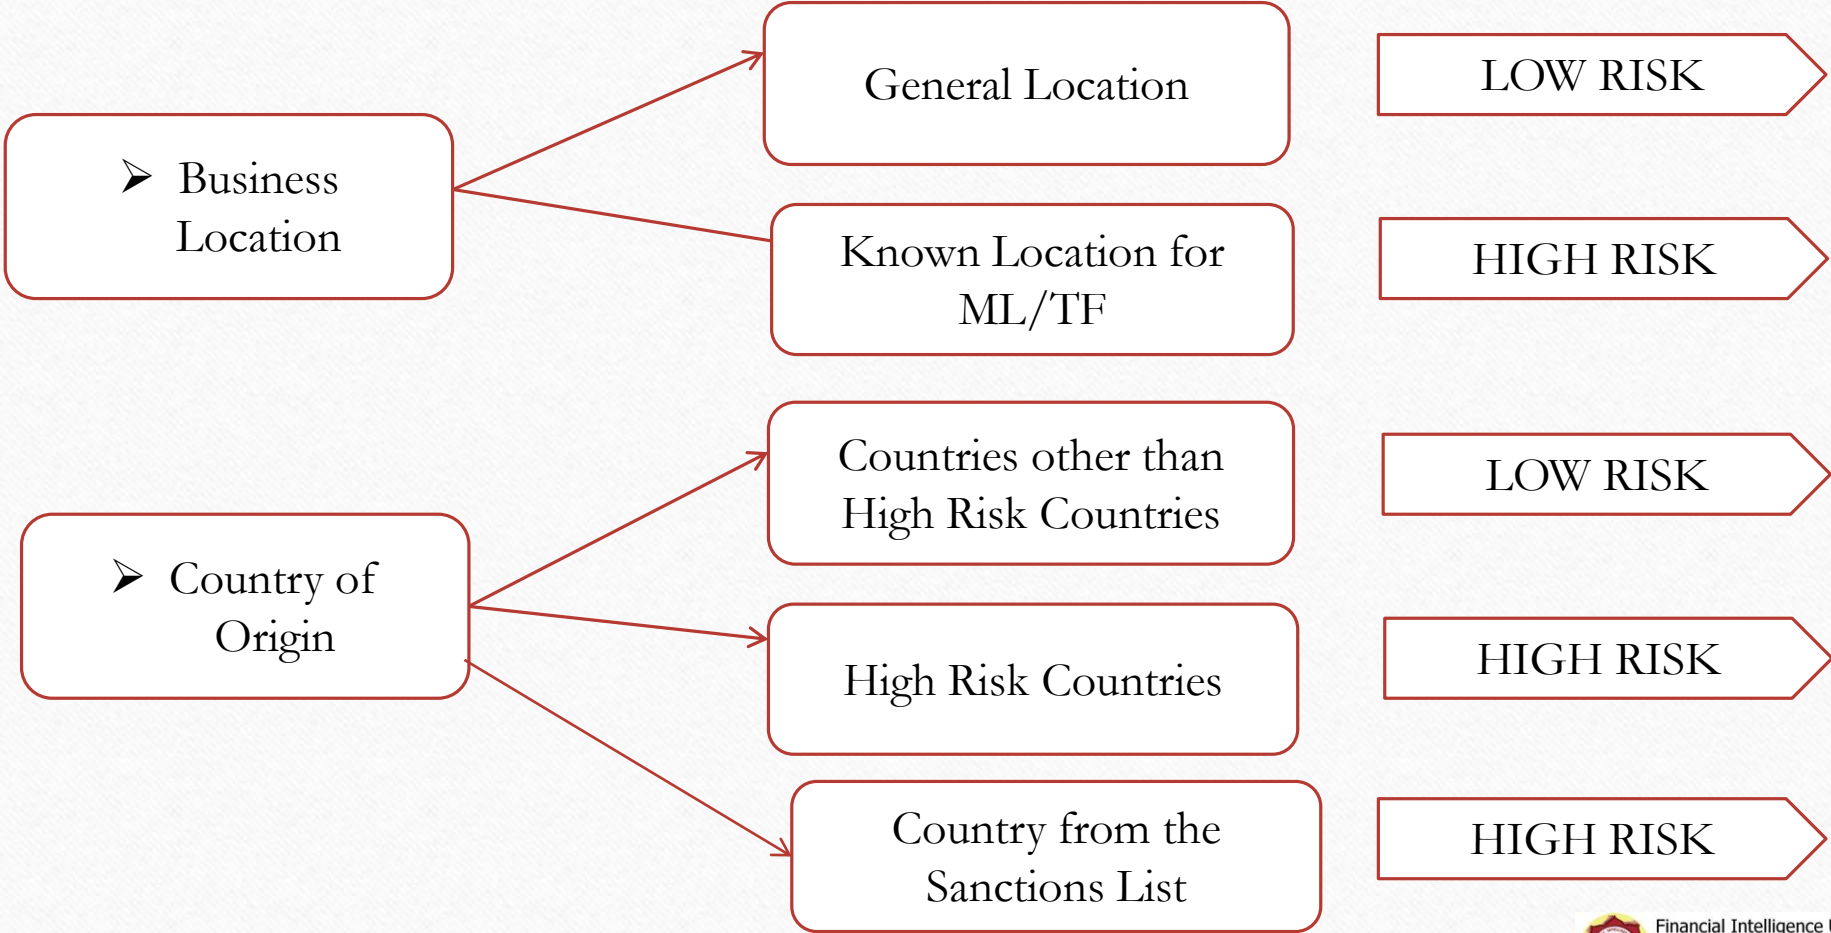 General Location
LOW RISK
➢ Business
Location
Known Location for
ML/TF
HIGH RISK
Countries other than
High Risk Countries
LOW RISK
➢ Country of
Origin
High Risk Countries
HIGH RISK
Country from the
Sanctions List
HIGH RISK
Financial Intelligence